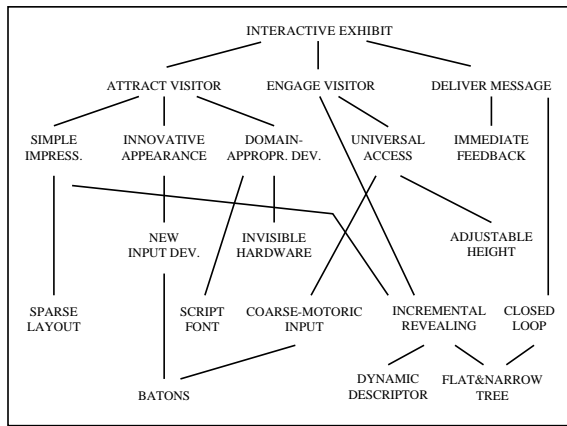 INTERACTIVE EXHIBIT
ATTRACT VISITOR
ENGAGE VISITOR
DELIVER MESSAGE
SIMPLE
IMPRESS.
INNOVATIVE
APPEARANCE
DOMAIN-
APPROPR. DEV.
UNIVERSAL
ACCESS
IMMEDIATE
FEEDBACK
NEW
INPUT DEV.
INVISIBLE
HARDWARE
ADJUSTABLE
HEIGHT
SPARSE
LAYOUT
SCRIPT
FONT
COARSE-MOTORIC
INPUT
INCREMENTAL
REVEALING
CLOSED
LOOP
BATONS
DYNAMIC
DESCRIPTOR
FLAT&NARROW
TREE